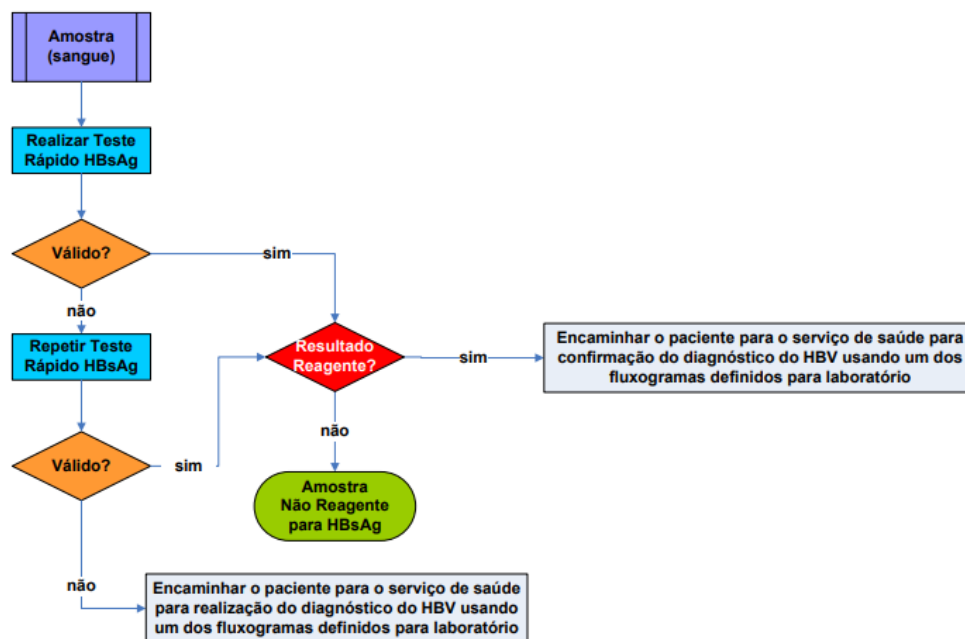 Amostra
(sangue)
Realizar Teste
Rápido HBsAg
Válido?
sim
não
Repetir Teste
Rápido HBsAg
Resultado
Reagente?
sim
Encaminhar o paciente para o serviço de saúde para
confirmação do diagnóstico do HBV usando um dos
fluxogramas definidos para laboratório
não
Válido?
sim
Amostra
Não Reagente
para HBsAg
não
Encaminhar o paciente para o serviço de saúde
para realização do diagnóstico do HBV usando
um dos fluxogramas definidos para laboratório